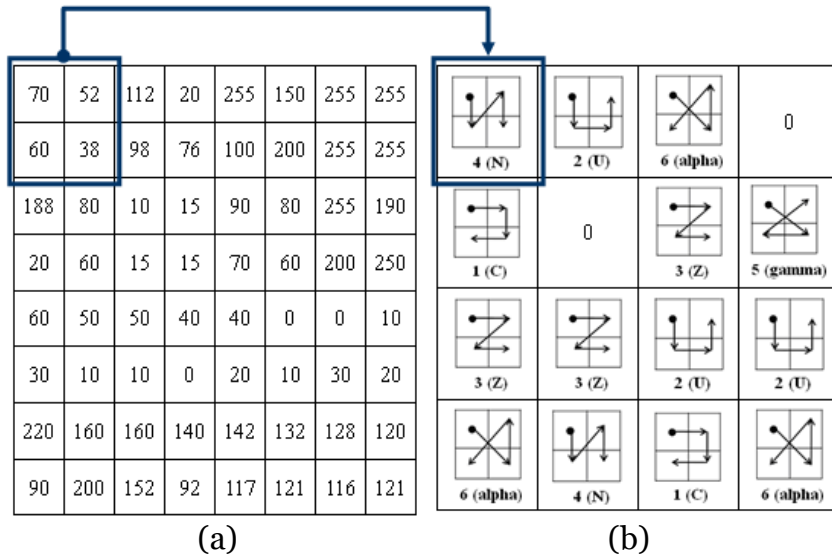 70 52 112 20 255 150 255 255
60 38 98 76 100 200 255 255
188 80 10 15 90 80 255 190
20 60 15 15 70 60 200 250
60 50 50 40 40 0 0 10
30 10 10 0 20 10 30 20
220 160 160 140 142 132 128 120
90 200 152 92 117 121 116 121
(a)
4 (N) 2 (U) 6 (alpha) 0
1 (C) 0 3 (Z) 5 (gamma)
3 (Z) 3 (Z) 2 (U) 2 (U)
6 (alpha) 4 (N) 1 (C) 6 (alpha)
(b)